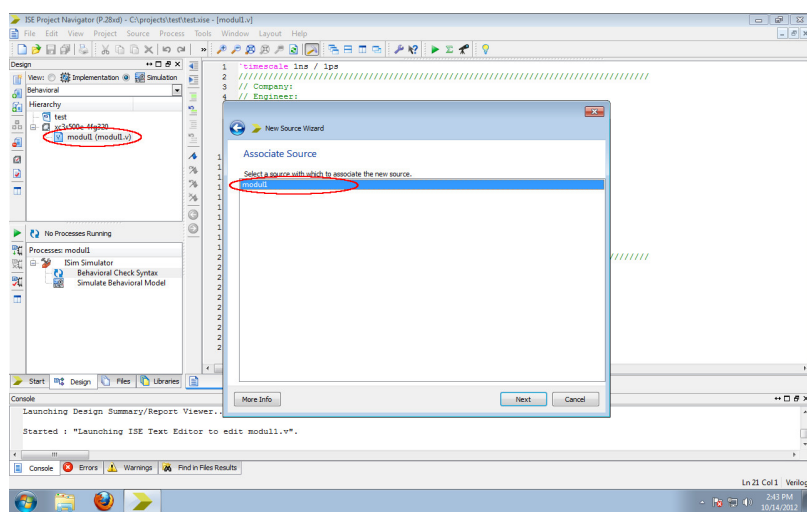 ISE Project Navigator (P.28xd) - C:\projects\test\test.xise - [modul1.v]
File Edit View Project Source Process Tools Window Layout Help
Design
View: Implementation Simulation
Behavioral
Hierarchy
test
xc3s500e-4fg320
modul1 (modul1.v)
No Processes Running
Processes: modul1
ISim Simulator
Behavioral Check Syntax
Simulate Behavioral Model
Start Design Files Libraries
1 `timescale 1ns / 1ps
2 //////////////////////////////////////////////////////////////////////////////////
3 // Company:
4 // Engineer:
New Source Wizard
Associate Source
Select a source with which to associate the new source.
modul1
More Info Next Cancel
Console
Launching Design Summary/Report Viewer..
Started : "Launching ISE Text Editor to edit modul1.v".
Console Errors Warnings Find in Files Results
Ln 21 Col 1 Verilog
2:43 PM
10/14/2012